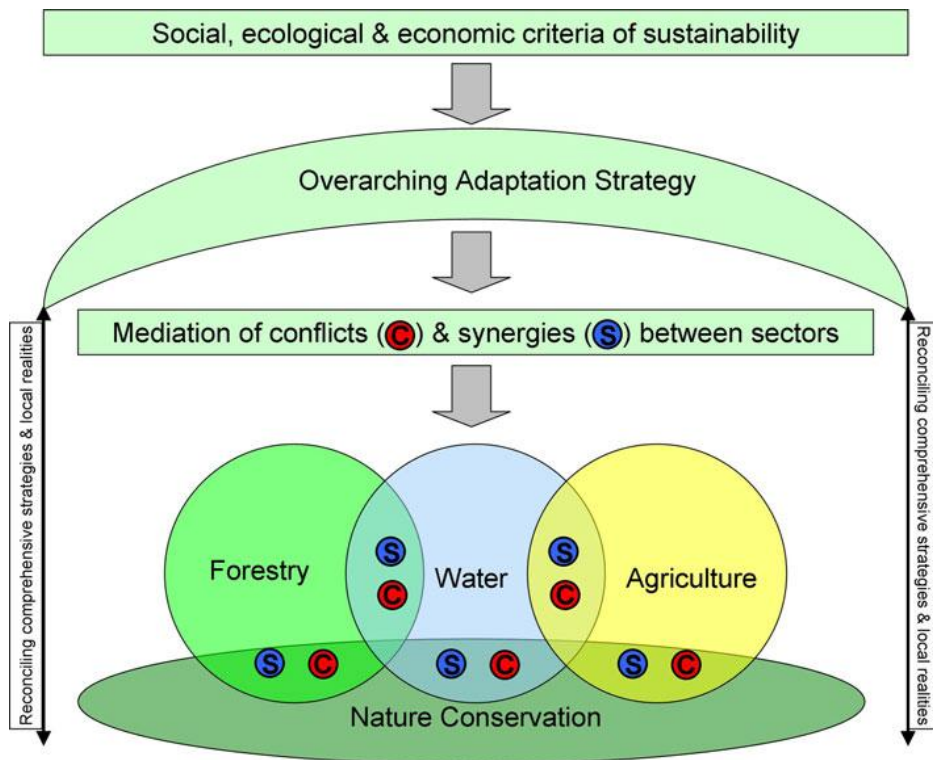 Social, ecological & economic criteria of sustainability
Overarching Adaptation Strategy
Mediation of conflicts (C) & synergies (S) between sectors
Reconciling comprehensive strategies & local realities
Reconciling comprehensive strategies & local realities
Forestry
Water
Agriculture
S
S
C
C
S
C
S
C
S
C
Nature Conservation